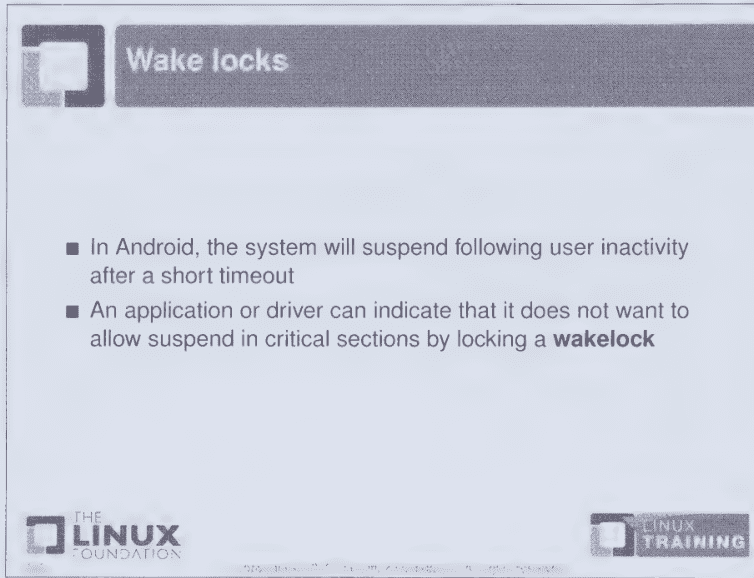 Wake locks
■ In Android, the system will suspend following user inactivity
after a short timeout
■ An application or driver can indicate that it does not want to
allow suspend in critical sections by locking a wakelock
THE
LINUX
FOUNDATION
LINUX
TRAINING